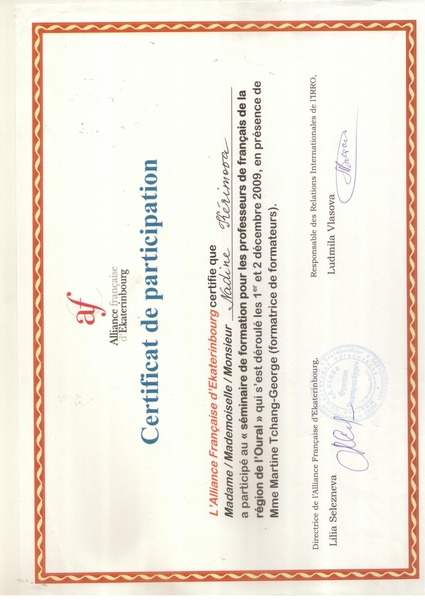 af
Alliance française
d'Ekaterinbourg
Certificat de participation
L'Alliance Française d'Ekaterinbourg certifie que
Madame / Mademoiselle / Monsieur Nadine Kérimova
a participé au « séminaire de formation pour les professeurs de français de la
région de l'Oural » qui s'est déroulé les 1er et 2 décembre 2009, en présence de
Mme Martine Tchang-George (formatrice de formateurs).
Directrice de l'Alliance Française d'Ekaterinbourg,
Lilia Selezneva
Responsable des Relations Internationales de l'IRRO,
Ludmila Vlasova